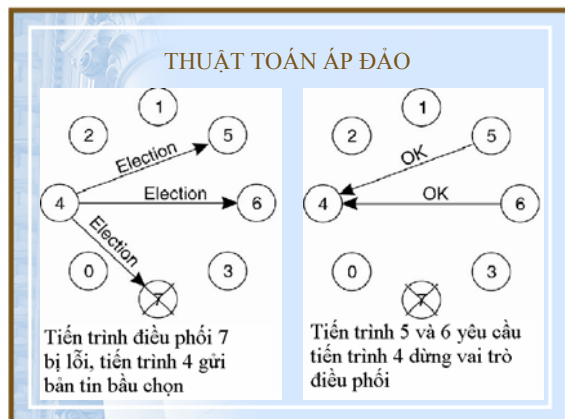 THUẬT TOÁN ÁP ĐẢO
1
2
5
Election
4
Election
6
Election
0
3
7
Tiến trình điều phối 7
bị lỗi, tiến trình 4 gửi
bản tin bầu chọn
1
2
5
OK
4
OK
6
0
3
7
Tiến trình 5 và 6 yêu cầu
tiến trình 4 dừng vai trò
điều phối